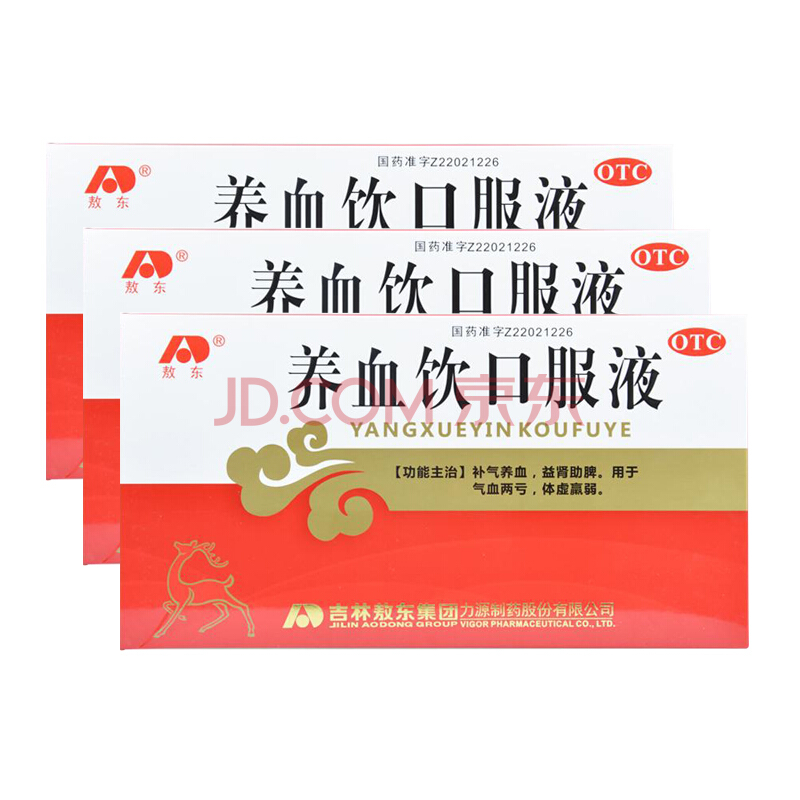 国药准字Z22021226
OTC
敖东
®
养血饮口服液
国药准字Z22021226
OTC
敖东
®
养血饮口服液
国药准字Z22021226
OTC
敖东
®
养血饮口服液
JD.COM 京东
YANGXUEYIN KOUFUYE
【功能主治】补气养血，益肾助脾。用于
气血两亏，体虚羸弱。
吉林敖东集团力源制药股份有限公司
JILIN AODONG GROUP VIGOR PHARMACEUTICAL CO., LTD.